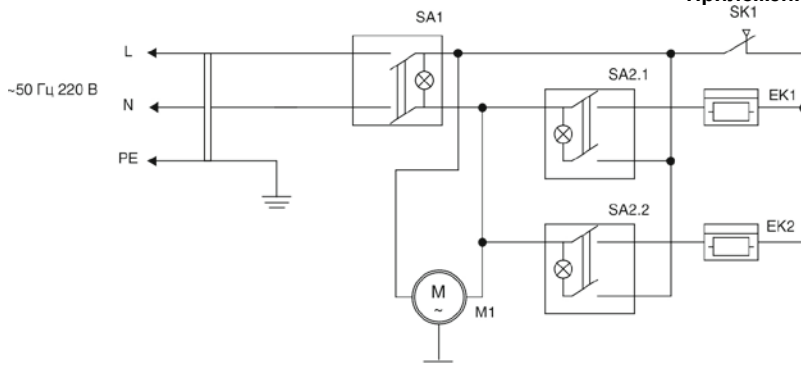 SA1
SK1
L
SA2.1
~50 Гц 220 В
N
EK1
PE
SA2.2
EK2
M
~
M1